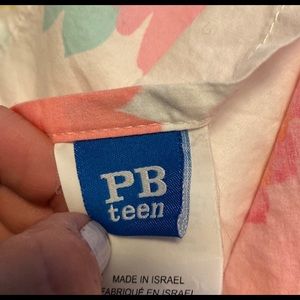 PB
teen
MADE IN ISRAEL
FABRIQUÉ EN ISRAEL